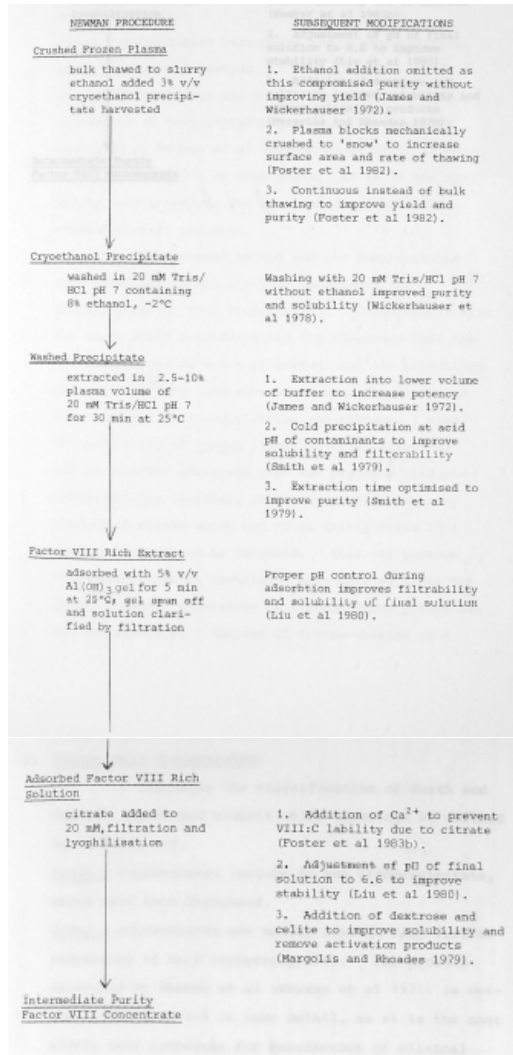 NEWMAN PROCEDURE
SUBSEQUENT MODIFICATIONS
Crushed Frozen Plasma
bulk thawed to slurry
ethanol added 3% v/v
cryoethanol precipi-
tate harvested
1. Ethanol addition omitted as
this compromised purity without
improving yield (James and
Wickerhauser 1972).
2. Plasma blocks mechanically
crushed to 'snow' to increase
surface area and rate of thawing
(Foster et al 1982).
3. Continuous instead of bulk
thawing to improve yield and
purity (Foster et al 1982).
Cryoethanol Precipitate
washed in 20 mM Tris/
HCl pH 7 containing
8% ethanol, -2°C
Washing with 20 mM Tris/HCl pH 7
without ethanol improved purity
and solubility (Wickerhauser et
al 1978).
Washed Precipitate
extracted in 2.5-10%
plasma volume of
20 mM Tris/HCl pH 7
for 30 min at 25°C
1. Extraction into lower volume
of buffer to increase potency
(James and Wickerhauser 1972).
2. Cold precipitation at acid
pH of contaminants to improve
solubility and filterability
(Smith et al 1979).
3. Extraction time optimised to
improve purity (Smith et al
1979).
Factor VIII Rich Extract
adsorbed with 5% v/v
Al(OH)3 gel for 5 min
at 25°C, gel spun off
and solution clari-
fied by filtration
Proper pH control during
adsorbtion improves filtrability
and solubility of final solution
(Liu et al 1980).
Adsorbed Factor VIII Rich
Solution
citrate added to
20 mM, filtration and
lyophilisation
1. Addition of Ca2+ to prevent
VIII:C lability due to citrate
(Foster et al 1983b).
2. Adjustment of pH of final
solution to 6.6 to improve
stability (Liu et al 1980).
3. Addition of dextrose and
celite to improve solubility and
remove activation products
(Margolis and Rhoades 1979).
Intermediate Purity
Factor VIII Concentrate